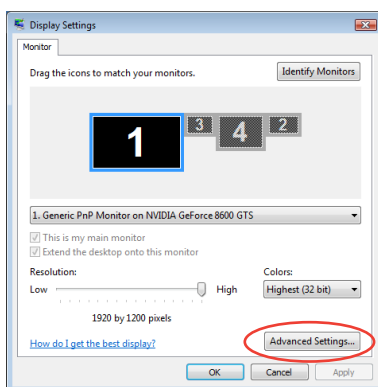 Display Settings
Monitor
Drag the icons to match your monitors.
Identify Monitors
1
3
4
2
1. Generic PnP Monitor on NVIDIA GeForce 8600 GTS
This is my main monitor
Extend the desktop onto this monitor
Resolution:
Colors:
Low
High
Highest (32 bit)
1920 by 1200 pixels
How do I get the best display?
Advanced Settings...
OK
Cancel
Apply